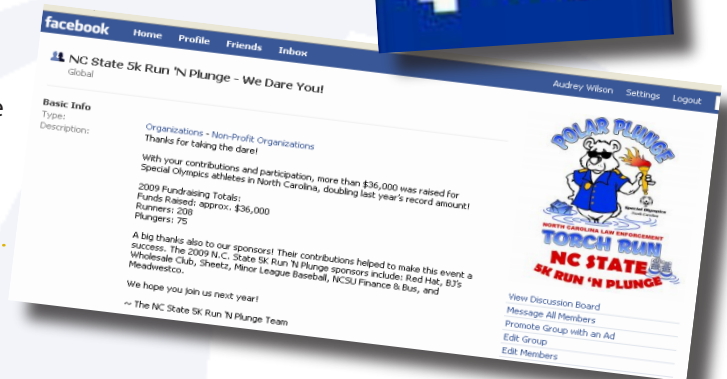 facebook Home Profile Friends Inbox
Audrey Wilson Settings Logout
NC State 5k Run 'N Plunge - We Dare You!
Global
Basic Info
Type:
Organizations - Non-Profit Organizations
Description:
Thanks for taking the dare!
With your contributions and participation, more than $36,000 was raised for
Special Olympics athletes in North Carolina, doubling last year's record amount!
2009 Fundraising Totals:
Funds Raised: approx. $36,000
Runners: 208
Plungers: 75
A big thanks also to our sponsors! Their contributions helped to make this event a
success. The 2009 N.C. State 5K Run 'N Plunge sponsors include: Red Hat, BJ's
Wholesale Club, Sheetz, Minor League Baseball, NCSU Finance & Bus, and
Meadwestco.
We hope you join us next year!
~ The NC State 5K Run 'N Plunge Team
POLAR PLUNGE
Special Olympics
North Carolina
NORTH CAROLINA LAW ENFORCEMENT
TORCH RUN
NC STATE
5K RUN 'N PLUNGE
View Discussion Board
Message All Members
Promote Group with an Ad
Edit Group
Edit Members